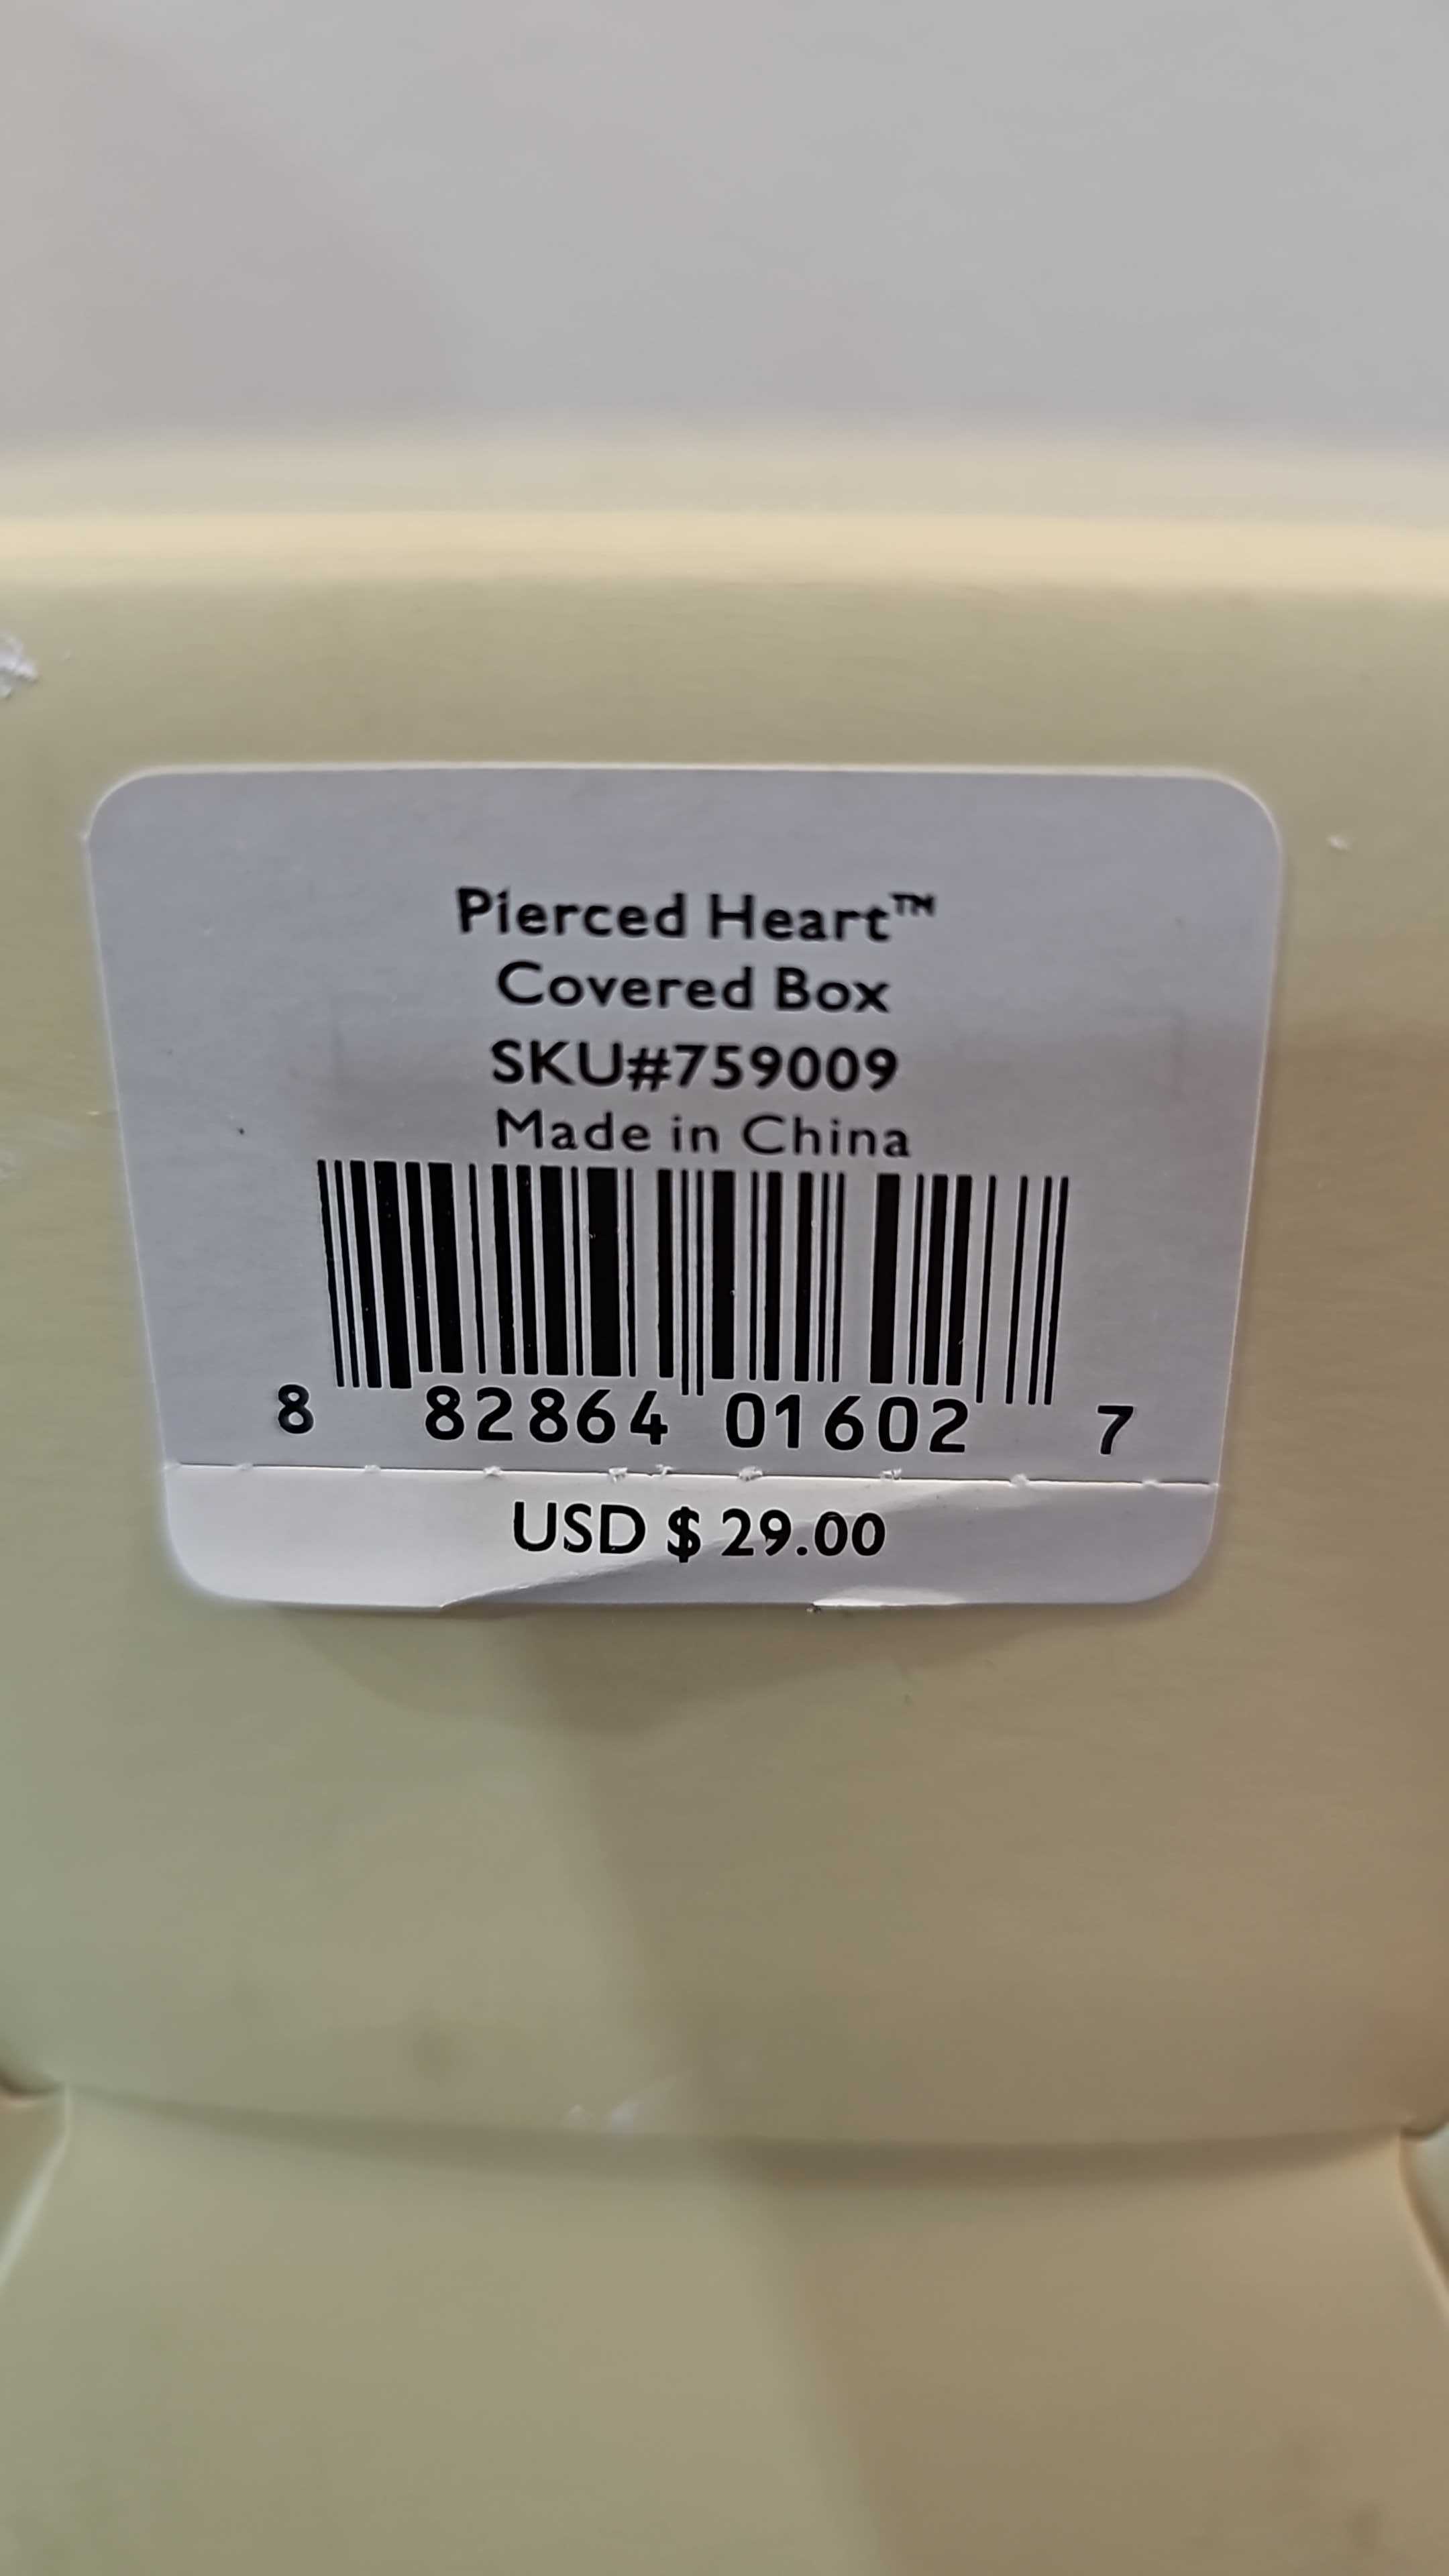 Pierced Heart™
Covered Box
SKU#759009
Made in China
8 82864 01602 7
USD $ 29.00